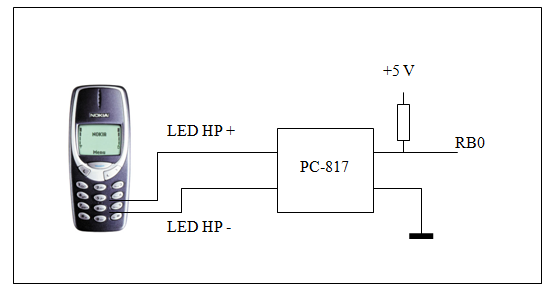 +5 V
LED HP +
RB0
NOKIA
PC-817
Menu
LED HP -